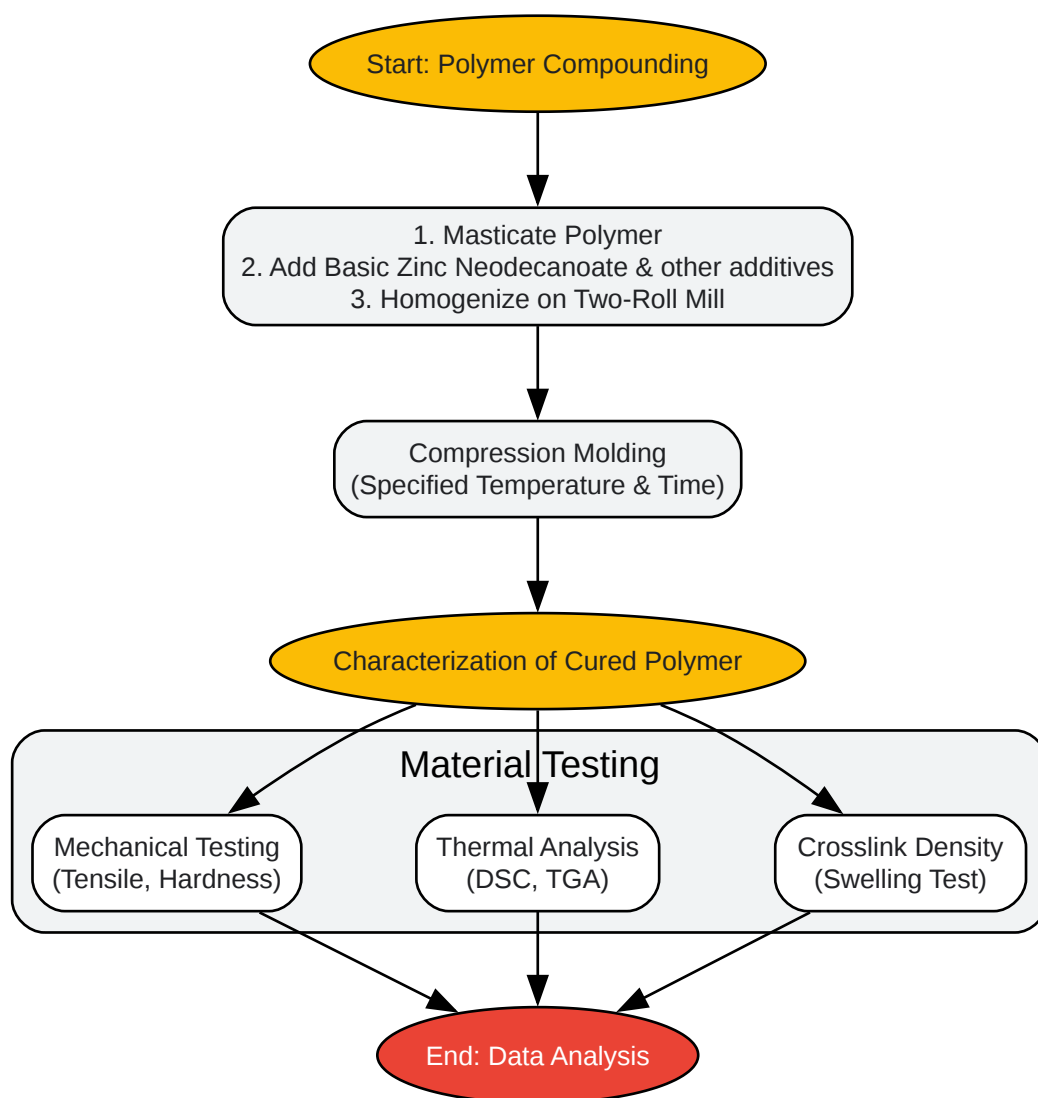 Start: Polymer Compounding
1. Masticate Polymer
2. Add Basic Zinc Neodecanoate & other additives
3. Homogenize on Two-Roll Mill
Compression Molding
(Specified Temperature & Time)
Characterization of Cured Polymer
Material Testing
Mechanical Testing
(Tensile, Hardness)
Thermal Analysis
(DSC, TGA)
Crosslink Density
(Swelling Test)
End: Data Analysis